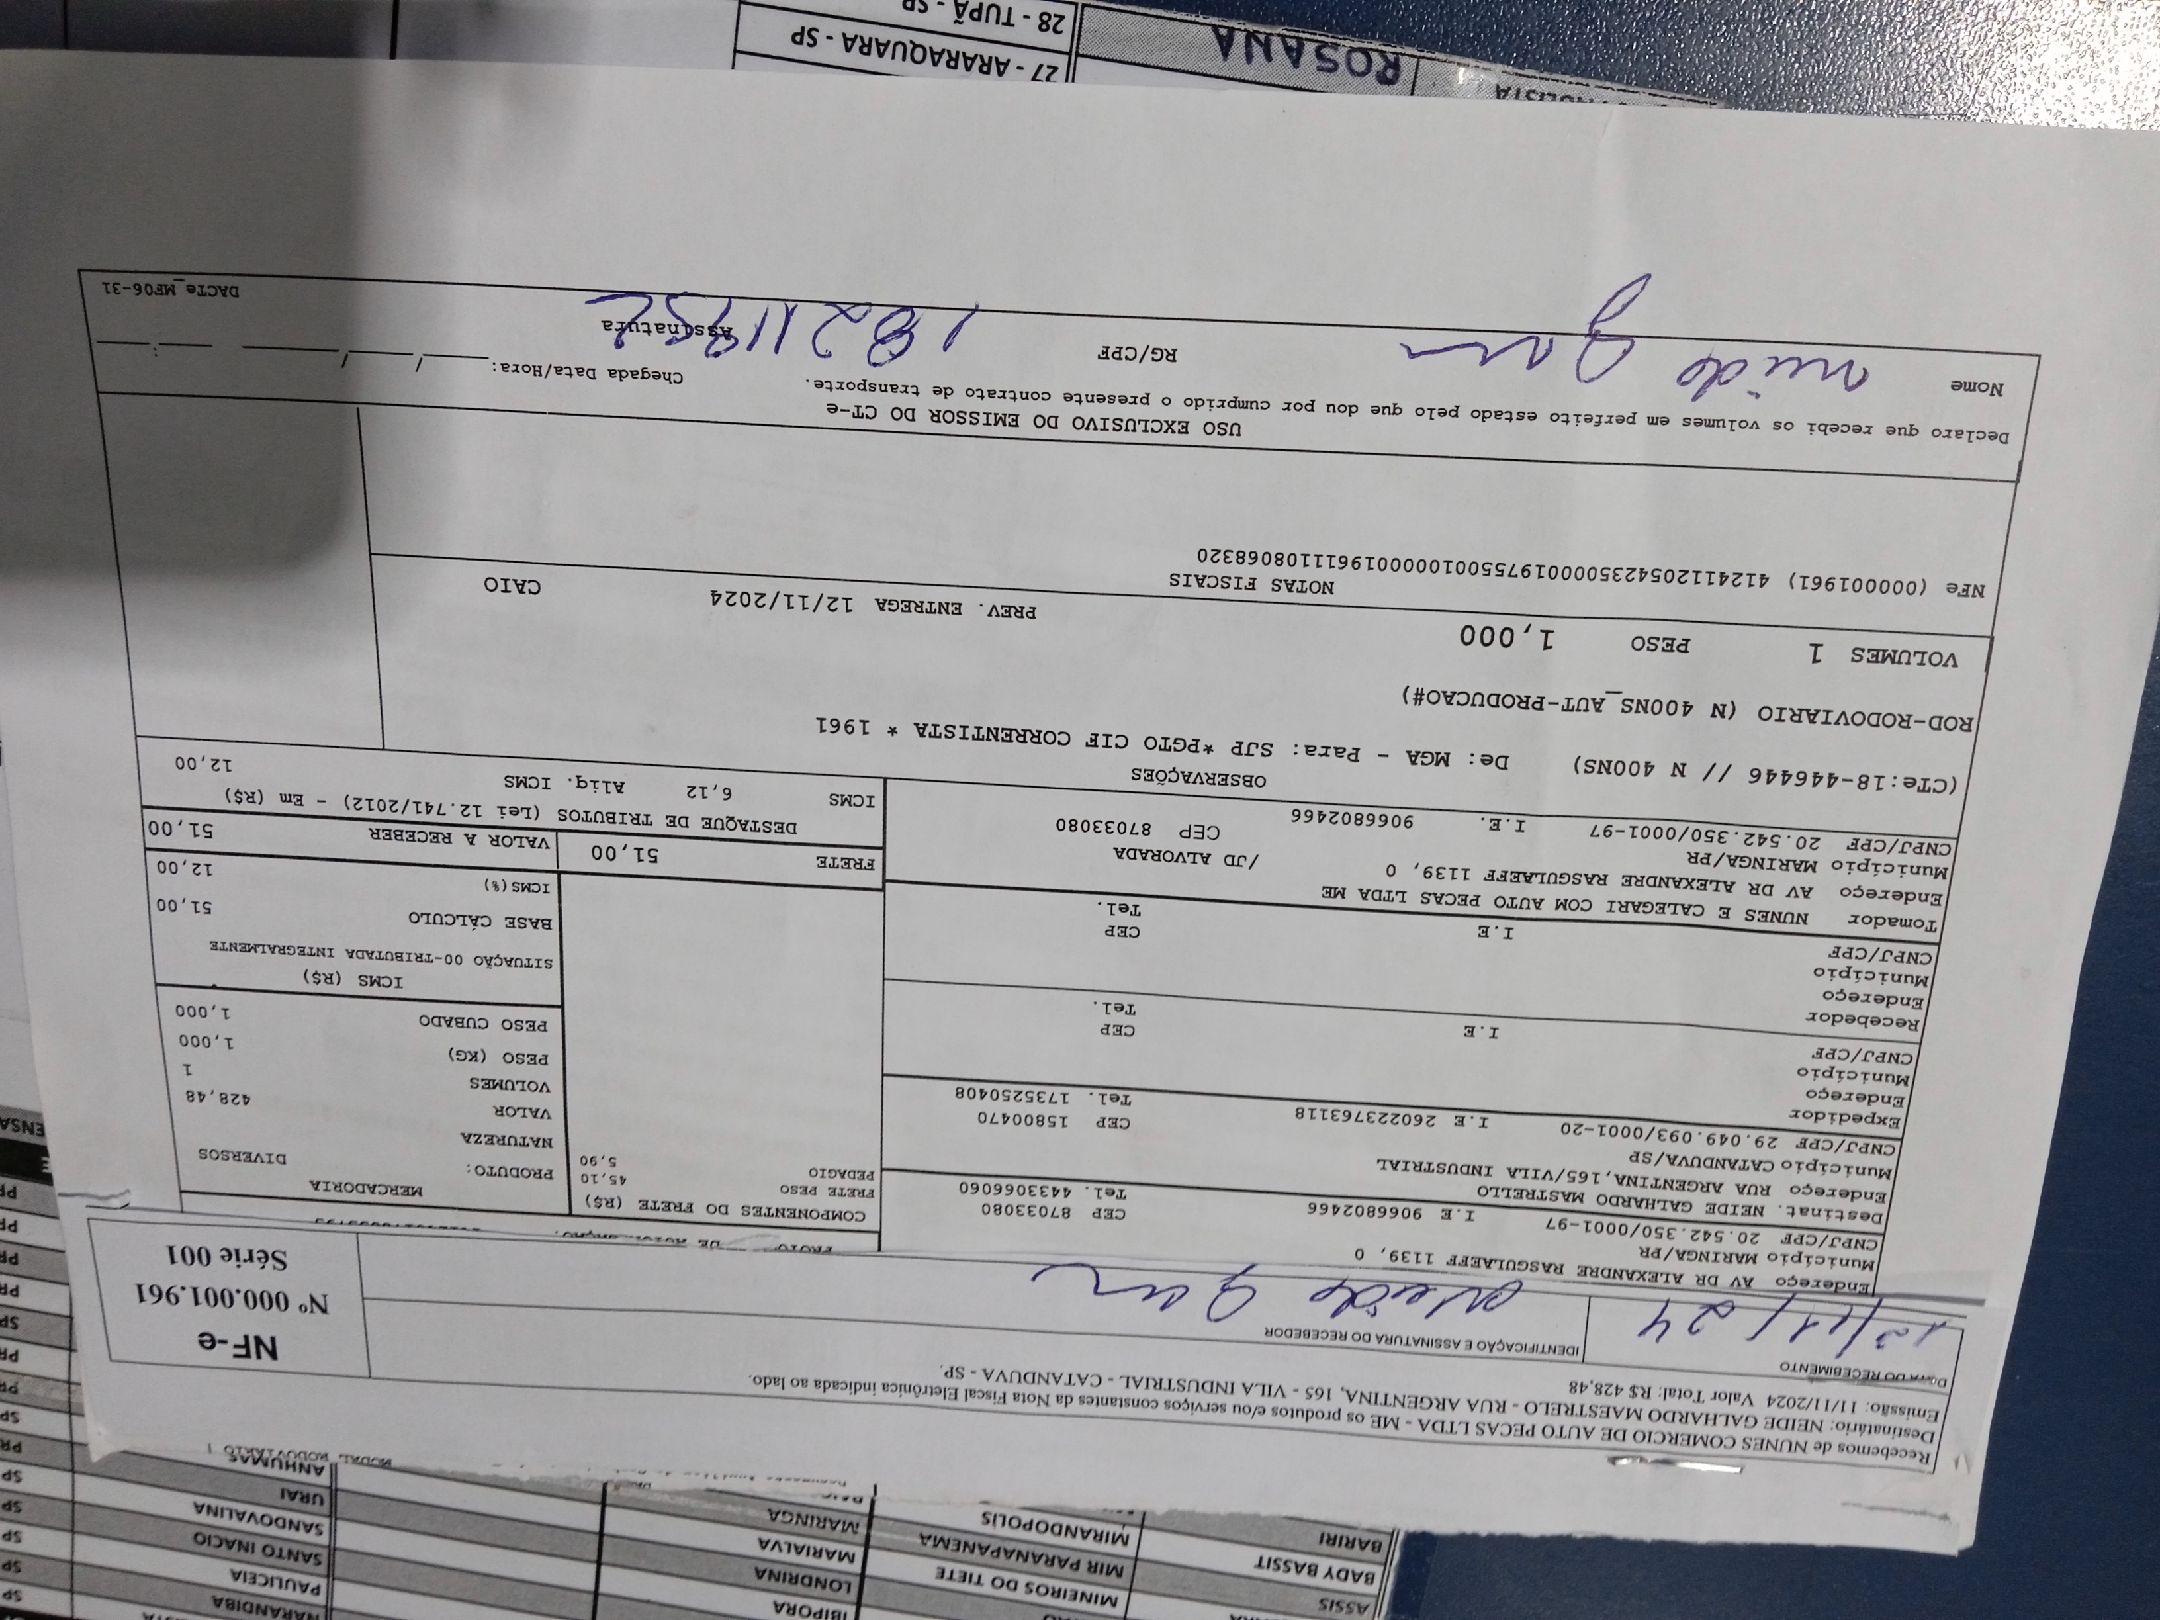 Recebemos de NUNES COMERCIO DE AUTO PECAS LTDA - ME os produtos e/ou serviços constantes da Nota Fiscal Eletrônica indicada ao lado.
Destinatário: NEIDE GALHARDO MAESTRELO - RUA ARGENTINA, 165 - VILA INDUSTRIAL - CATANDUVA - SP.
Emissão: 11/11/2024 Valor Total: R$ 428,48
DATA DO RECEBIMENTO
IDENTIFICAÇÃO E ASSINATURA DO RECEBEDOR
12/11/24
NF-e
Nº 000.001.961
Série 001
Endereço AV DR ALEXANDRE RASGULAEFF 1139, 0
Município MARINGA/PR CEP 87033080
CNPJ/CPF 20.542.350/0001-97 I.E 9066802466 Tel. 4433066060
Destinat. NEIDE GALHARDO MASTRELLO
Endereço RUA ARGENTINA,165/VILA INDUSTRIAL
Município CATANDUVA/SP CEP 15800470
CNPJ/CPF 29.049.093/0001-20 I.E 260223763118 Tel. 1735250408
Expedidor
Endereço
Município CEP
CNPJ/CPF I.E Tel.
Recebedor
Endereço
Município CEP
CNPJ/CPF I.E Tel.
Tomador NUNES E CALEGARI COM AUTO PECAS LTDA ME
Endereço AV DR ALEXANDRE RASGULAEFF 1139, 0 /JD ALVORADA
Município MARINGA/PR CEP 87033080
CNPJ/CPF 20.542.350/0001-97 I.E. 9066802466
COMPONENTES DO FRETE (R$)
FRETE PESO 45,10
PEDAGIO 5,90
FRETE 51,00
MERCADORIA
PRODUTO: DIVERSOS
NATUREZA
VALOR 428,48
VOLUMES 1
PESO (KG) 1,000
PESO CUBADO 1,000
ICMS (R$)
SITUAÇÃO 00-TRIBUTADA INTEGRALMENTE
BASE CÁLCULO 51,00
ICMS(%) 12,00
VALOR A RECEBER 51,00
DESTAQUE DE TRIBUTOS (Lei 12.741/2012) - Em (R$)
ICMS 6,12 Aliq. ICMS 12,00
OBSERVAÇÕES
(CTe:18-446446 // N 400NS) De: MGA - Para: SJP *PGTO CIF CORRENTISTA * 1961
ROD-RODOVIARIO (N 400NS_AUT-PRODUCAO#)
VOLUMES 1 PESO 1,000 PREV. ENTREGA 12/11/2024 CAIO
NOTAS FISCAIS
NFe (000001961) 41241120542350000197550010000019611108068320
USO EXCLUSIVO DO EMISSOR DO CT-e
Declaro que recebi os volumes em perfeito estado pelo que dou por cumprido o presente contrato de transporte.
Chegada Data/Hora: / / :
Nome
RG/CPF
Assinatura
DACTe_MF06-31
ROSANA
27 - ARARAQUARA - SP
28 - TUPÃ - SP
ASSIS
BADY BASSIT
BARIRI
MINEIROS DO TIETE
MIR PARANAPANEMA
MIRANDOPOLIS
IBIPORA
LONDRINA
MARIALVA
MARINGA
NARANDIBA
PAULICEIA
SANTO INACIO
SANDOVALINA
URAI
ANHUMAS